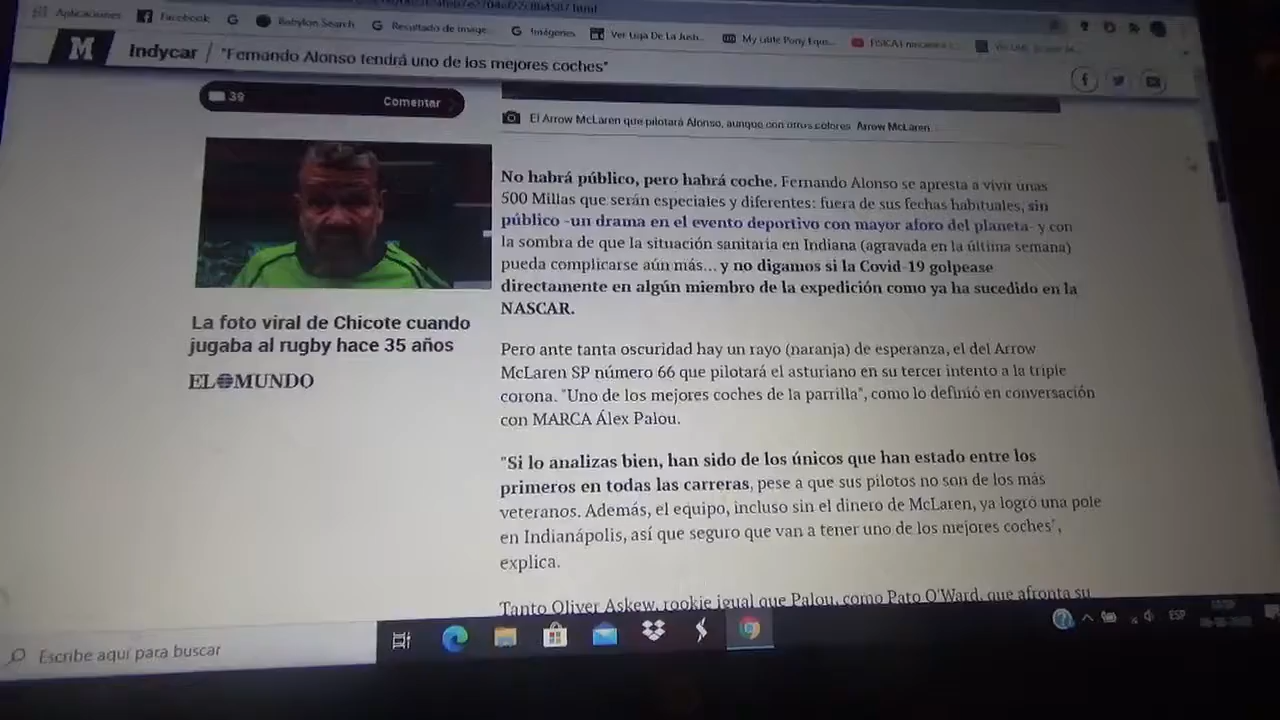 Aplicaciones
Facebook
Babylon Search
Resultado de image...
Imágenes
Ver Liga De La Justi...
My Little Pony Eque...
M
Indycar / "Fernando Alonso tendrá uno de los mejores coches"
39
Comentar
El Arrow McLaren que pilotará Alonso, aunque con otros colores. Arrow McLaren
La foto viral de Chicote cuando
jugaba al rugby hace 35 años
EL MUNDO
No habrá público, pero habrá coche. Fernando Alonso se apresta a vivir unas
500 Millas que serán especiales y diferentes: fuera de sus fechas habituales, sin
público -un drama en el evento deportivo con mayor aforo del planeta- y con
la sombra de que la situación sanitaria en Indiana (agravada en la última semana)
pueda complicarse aún más... y no digamos si la Covid-19 golpease
directamente en algún miembro de la expedición como ya ha sucedido en la
NASCAR.
Pero ante tanta oscuridad hay un rayo (naranja) de esperanza, el del Arrow
McLaren SP número 66 que pilotará el asturiano en su tercer intento a la triple
corona. "Uno de los mejores coches de la parrilla", como lo definió en conversación
con MARCA Álex Palou.
"Si lo analizas bien, han sido de los únicos que han estado entre los
primeros en todas las carreras, pese a que sus pilotos no son de los más
veteranos. Además, el equipo, incluso sin el dinero de McLaren, ya logró una pole
en Indianápolis, así que seguro que van a tener uno de los mejores coches",
explica.
Tanto Oliver Askew, rookie igual que Palou, como Pato O'Ward, que afronta su
Escribe aquí para buscar
ESP